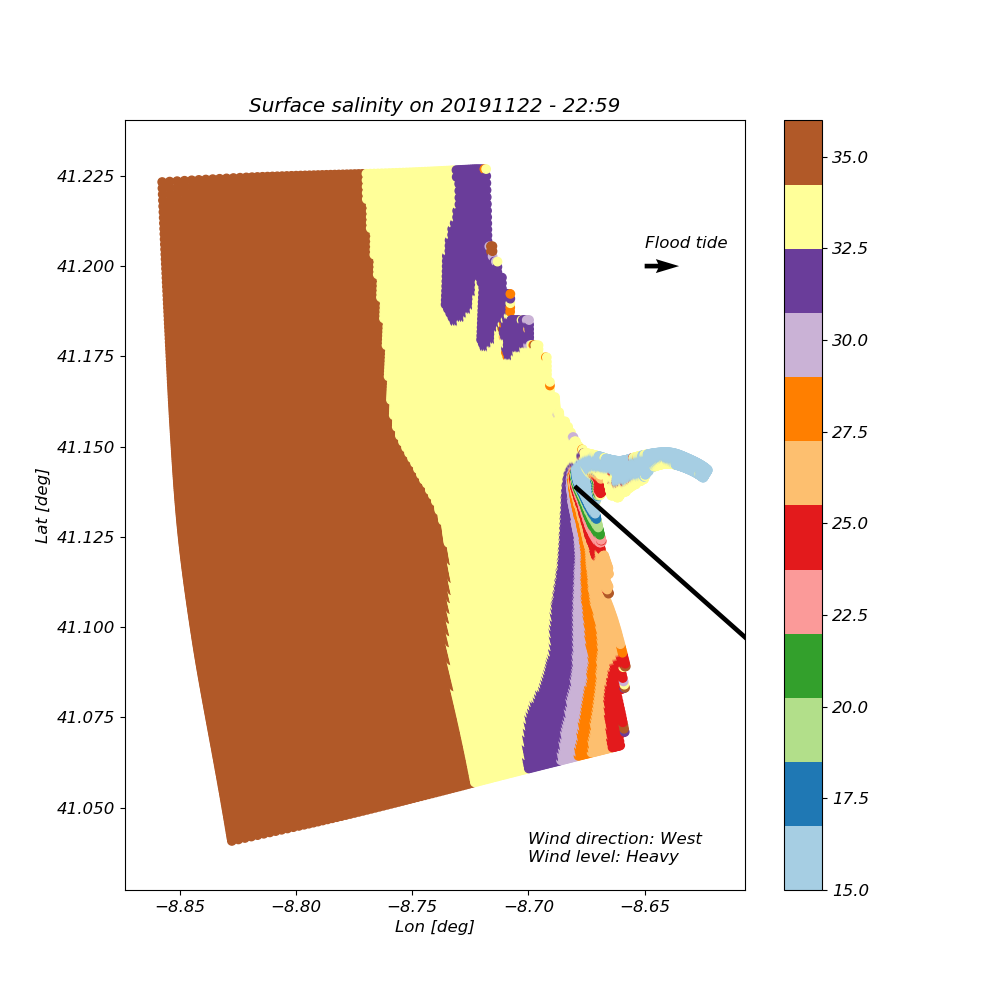 Surface salinity on 20191122 - 22:59
41.225
41.200
41.175
41.150
41.125
41.100
41.075
41.050
Lat [deg]
Flood tide
Wind direction: West
Wind level: Heavy
−8.85 −8.80 −8.75 −8.70 −8.65
Lon [deg]
35.0
32.5
30.0
27.5
25.0
22.5
20.0
17.5
15.0